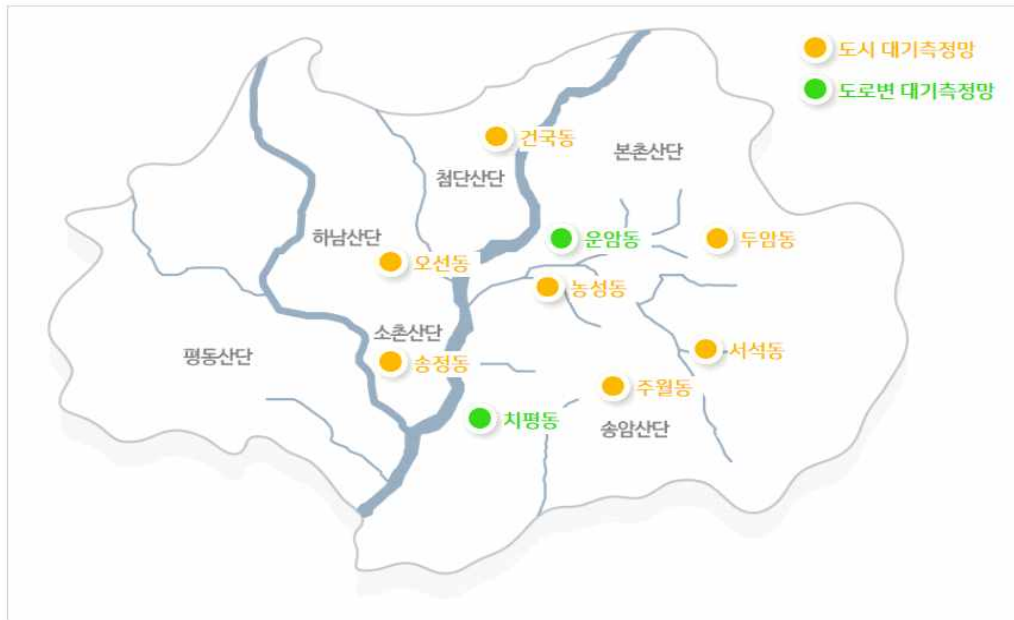 도시 대기측정망
도로변 대기측정망
건국동
본촌산단
첨단산단
하남산단
운암동
두암동
오선동
농성동
소촌산단
평동산단
송정동
서석동
주월동
치평동
송암산단